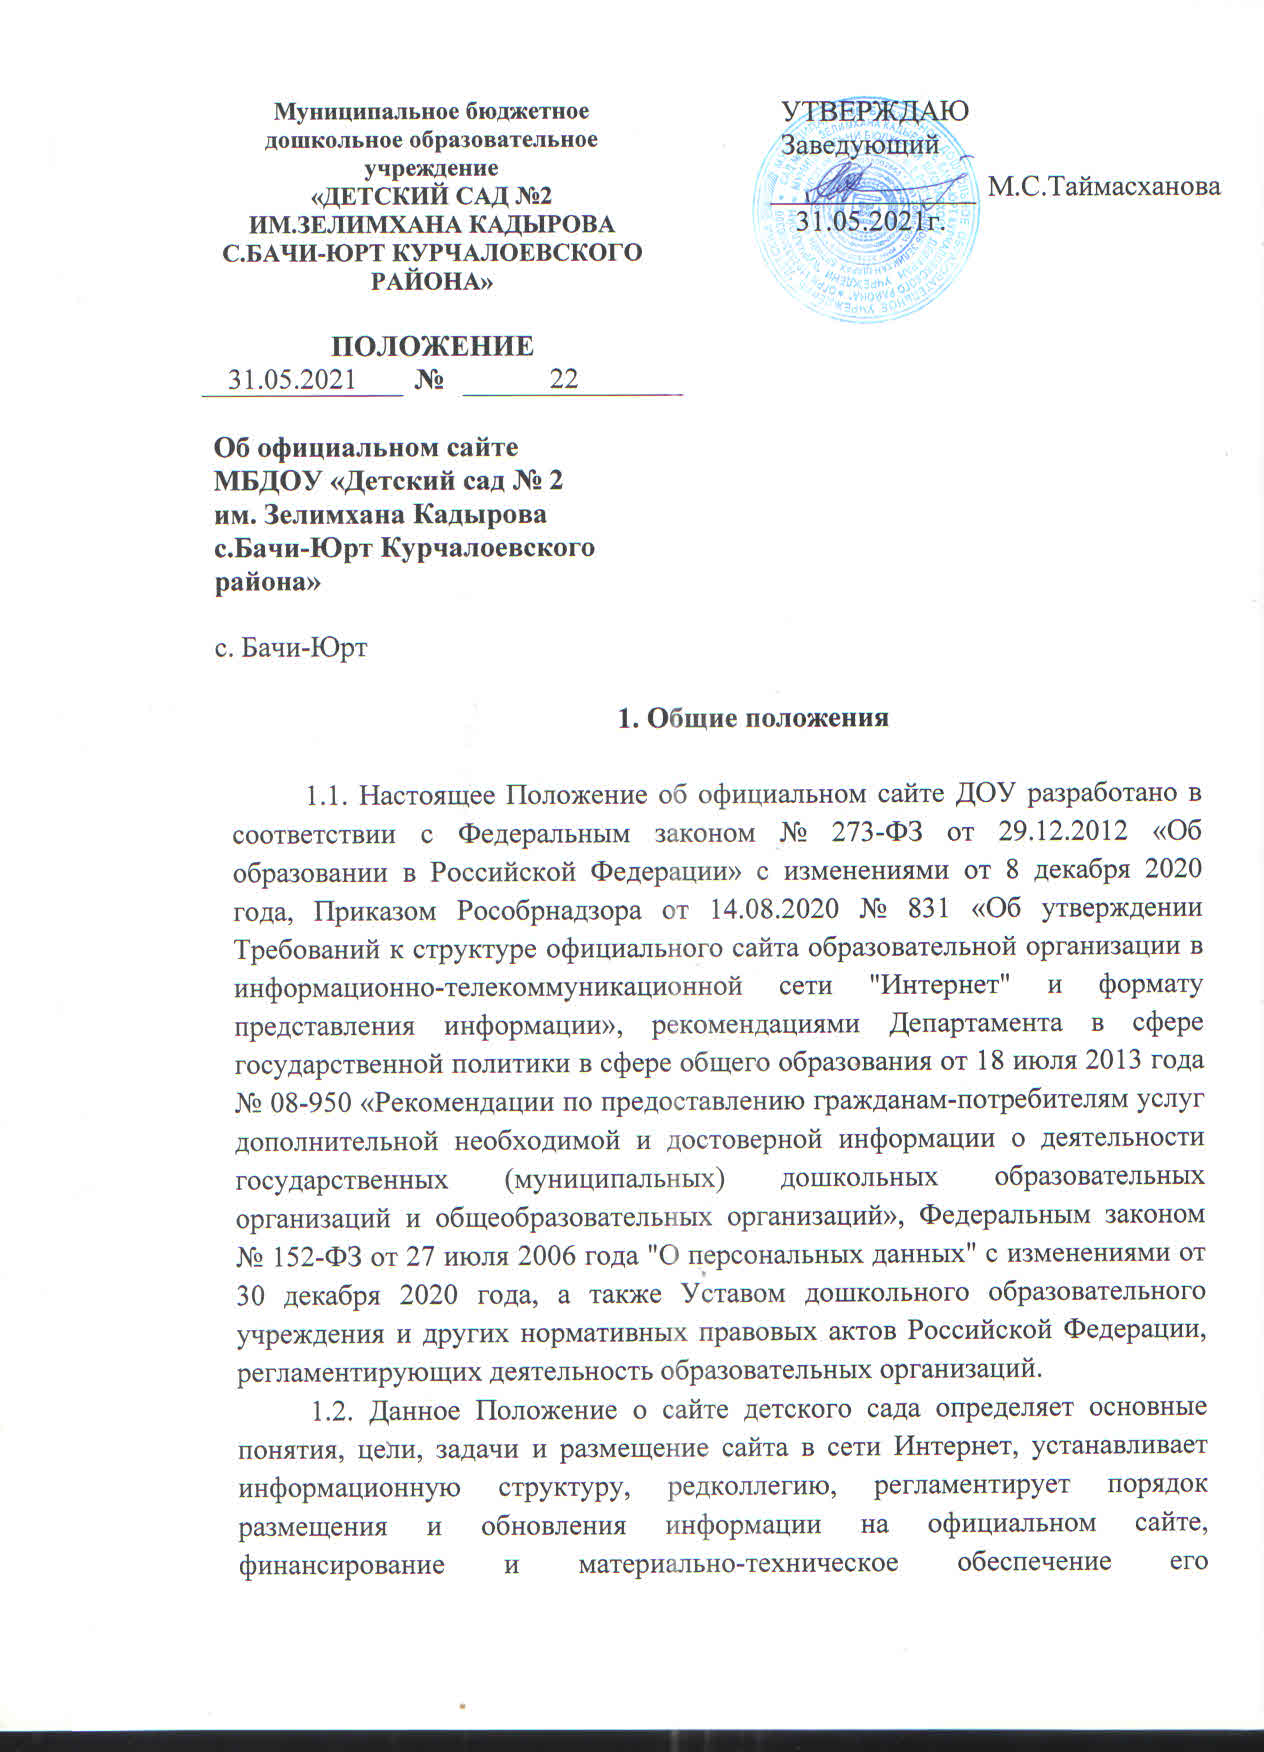 Муниципальное бюджетное
дошкольное образовательное
учреждение
«ДЕТСКИЙ САД №2
ИМ.ЗЕЛИМХАНА КАДЫРОВА
С.БАЧИ-ЮРТ КУРЧАЛОЕВСКОГО
РАЙОНА»
УТВЕРЖДАЮ
Заведующий
М.С.Таймасханова
31.05.2021г.
ПОЛОЖЕНИЕ
31.05.2021 № 22
Об официальном сайте
МБДОУ «Детский сад № 2
им. Зелимхана Кадырова
с.Бачи-Юрт Курчалоевского
района»
с. Бачи-Юрт
1. Общие положения
1.1. Настоящее Положение об официальном сайте ДОУ разработано в
соответствии с Федеральным законом № 273-ФЗ от 29.12.2012 «Об
образовании в Российской Федерации» с изменениями от 8 декабря 2020
года, Приказом Рособрнадзора от 14.08.2020 № 831 «Об утверждении
Требований к структуре официального сайта образовательной организации в
информационно-телекоммуникационной сети "Интернет" и формату
представления информации», рекомендациями Департамента в сфере
государственной политики в сфере общего образования от 18 июля 2013 года
№ 08-950 «Рекомендации по предоставлению гражданам-потребителям услуг
дополнительной необходимой и достоверной информации о деятельности
государственных (муниципальных) дошкольных образовательных
организаций и общеобразовательных организаций», Федеральным законом
№ 152-ФЗ от 27 июля 2006 года "О персональных данных" с изменениями от
30 декабря 2020 года, а также Уставом дошкольного образовательного
учреждения и других нормативных правовых актов Российской Федерации,
регламентирующих деятельность образовательных организаций.
1.2. Данное Положение о сайте детского сада определяет основные
понятия, цели, задачи и размещение сайта в сети Интернет, устанавливает
информационную структуру, редколлегию, регламентирует порядок
размещения и обновления информации на официальном сайте,
финансирование и материально-техническое обеспечение его